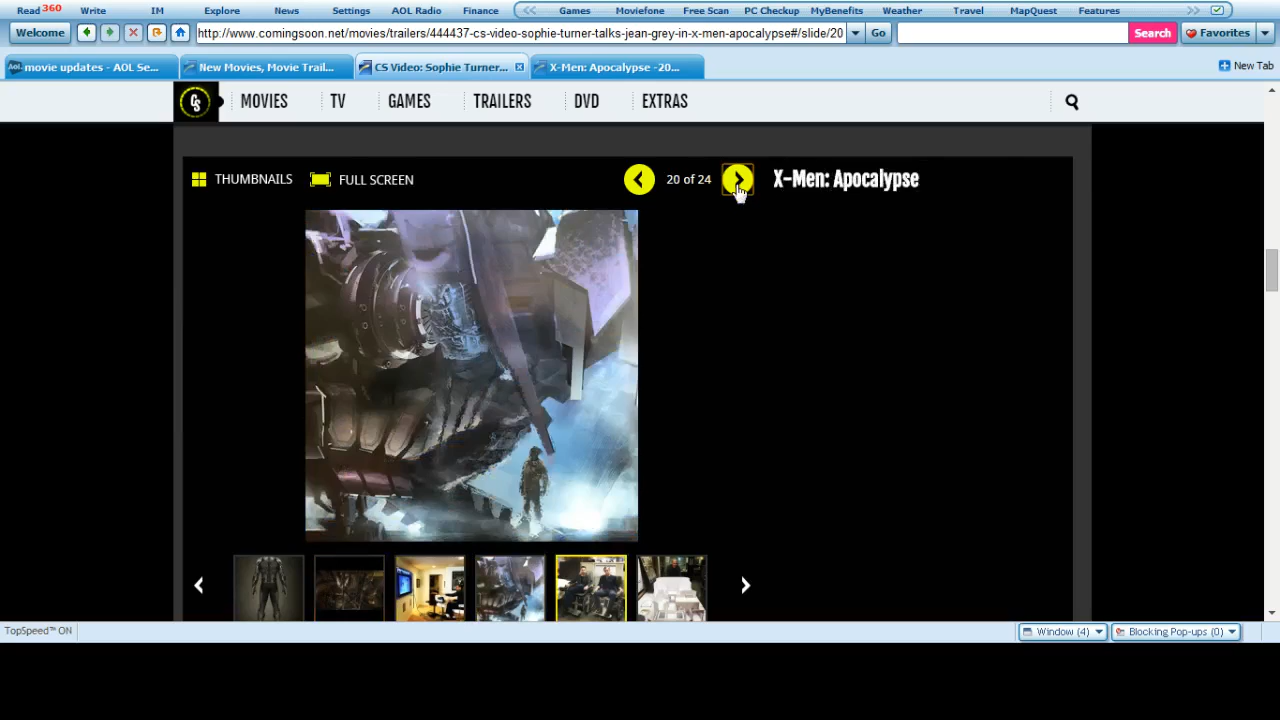 Read 360 Write IM Explore News Settings AOL Radio Finance Games Moviefone Free Scan PC Checkup MyBenefits Weather Travel MapQuest Features
Welcome http://www.comingsoon.net/movies/trailers/444437-cs-video-sophie-turner-talks-jean-grey-in-x-men-apocalypse#/slide/20 Go Search Favorites
AOL movie updates - AOL Se... New Movies, Movie Trail... CS Video: Sophie Turner... X-Men: Apocalypse -20... New Tab
CS MOVIES TV GAMES TRAILERS DVD EXTRAS
THUMBNAILS FULL SCREEN 20 of 24 X-Men: Apocalypse
TopSpeed™ ON Window (4) Blocking Pop-ups (0)